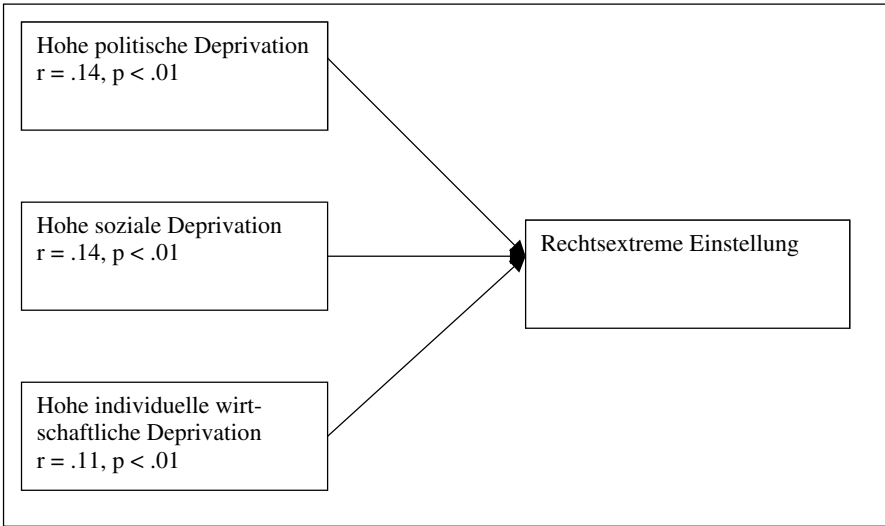 Hohe politische Deprivation
r = .14, p < .01
Hohe soziale Deprivation
r = .14, p < .01
Rechtsextreme Einstellung
Hohe individuelle wirt-
schaftliche Deprivation
r = .11, p < .01